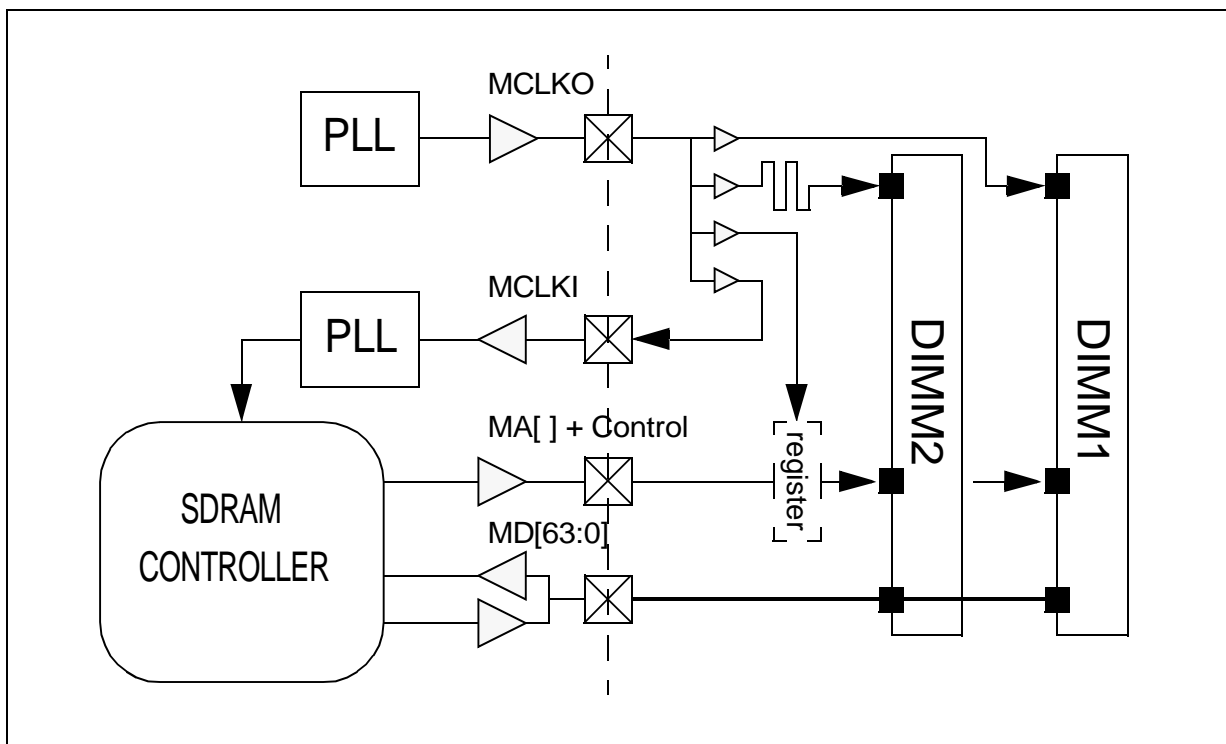 MCLKO
PLL
MCLKI
PLL
MA[ ] + Control
register
DIMM2
DIMM1
SDRAM
CONTROLLER
MD[63:0]